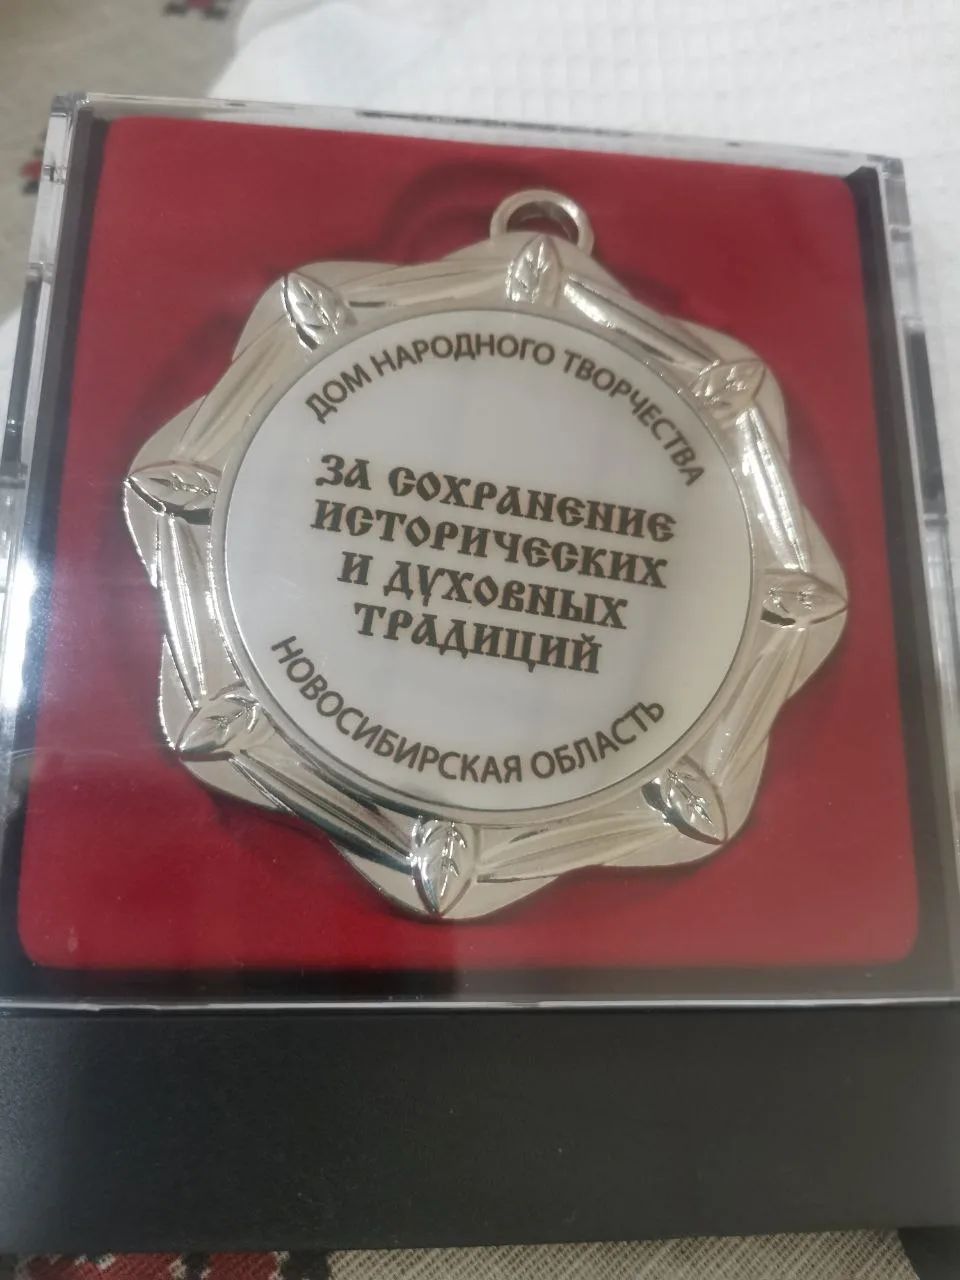 ДОМ НАРОДНОГО ТВОРЧЕСТВА
ЗА СОХРАНЕНИЕ
ИСТОРИЧЕСКИХ
И ДУХОВНЫХ
ТРАДИЦИЙ
НОВОСИБИРСКАЯ ОБЛАСТЬ